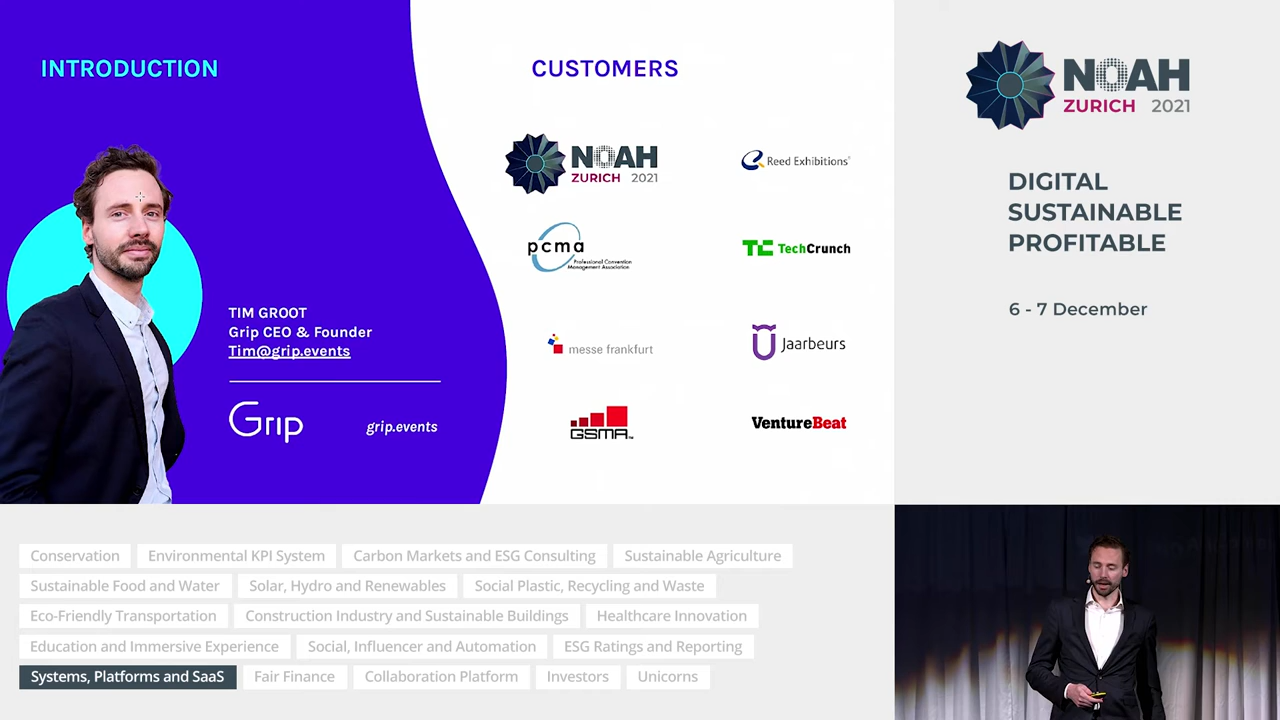 INTRODUCTION
TIM GROOT
Grip CEO & Founder
Tim@grip.events
Grip
grip.events
CUSTOMERS
NOAH
ZURICH 2021
Reed Exhibitions
pcma
Professional Convention
Management Association
TC TechCrunch
messe frankfurt
Jaarbeurs
GSMA
VentureBeat
NOAH
ZURICH 2021
DIGITAL
SUSTAINABLE
PROFITABLE
6 - 7 December
Conservation Environmental KPI System Carbon Markets and ESG Consulting Sustainable Agriculture
Sustainable Food and Water Solar, Hydro and Renewables Social Plastic, Recycling and Waste
Eco-Friendly Transportation Construction Industry and Sustainable Buildings Healthcare Innovation
Education and Immersive Experience Social, Influencer and Automation ESG Ratings and Reporting
Systems, Platforms and SaaS Fair Finance Collaboration Platform Investors Unicorns